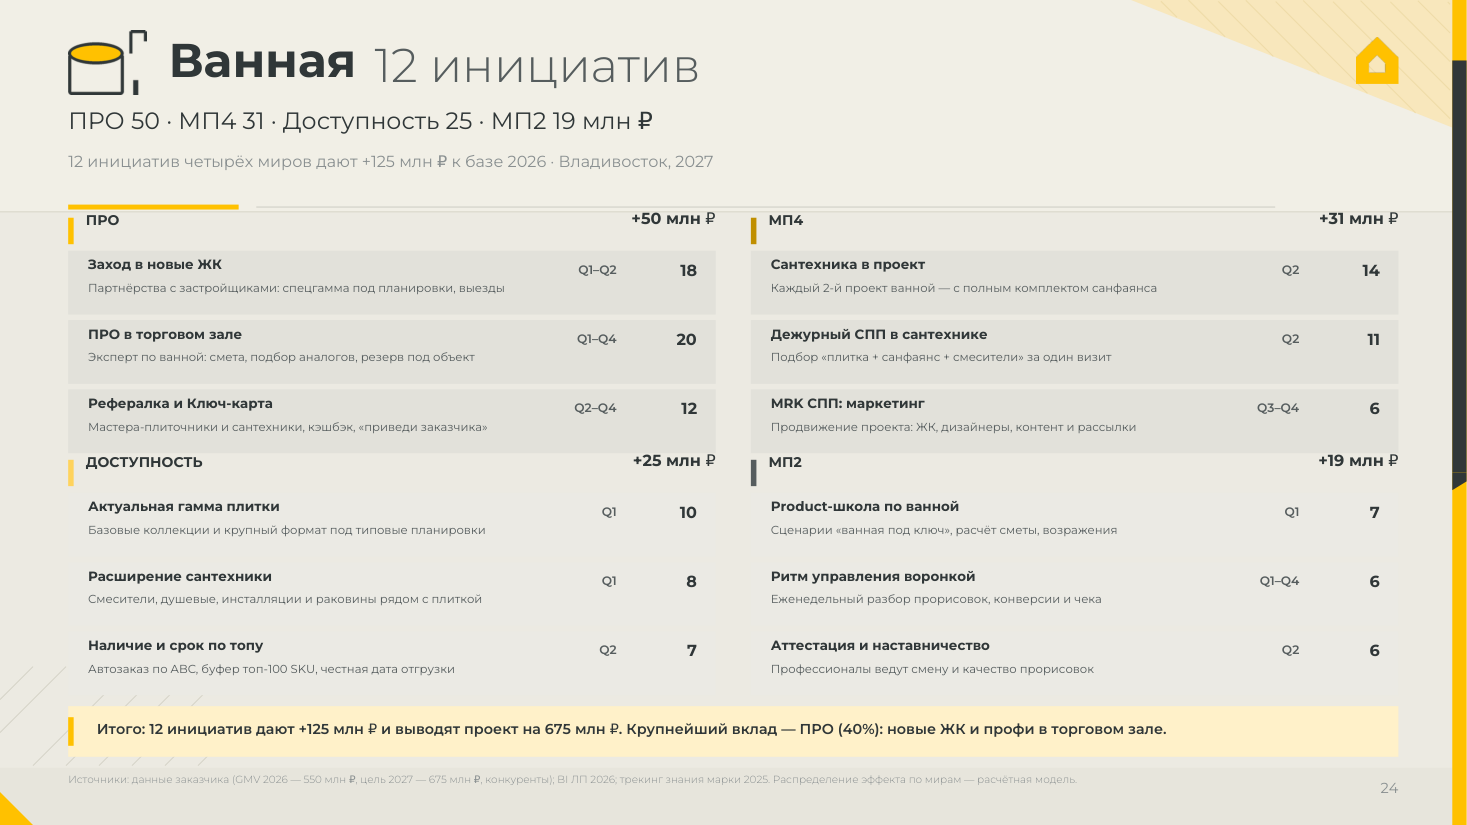 Ванная 12 инициатив
ПРО 50 · МП4 31 · Доступность 25 · МП2 19 млн ₽
12 инициатив четырёх миров дают +125 млн ₽ к базе 2026 · Владивосток, 2027
ПРО +50 млн ₽
Заход в новые ЖК Q1–Q2 18
Партнёрства с застройщиками: спецгамма под планировки, выезды
ПРО в торговом зале Q1–Q4 20
Эксперт по ванной: смета, подбор аналогов, резерв под объект
Рефералка и Ключ-карта Q2–Q4 12
Мастера-плиточники и сантехники, кэшбэк, «приведи заказчика»
МП4 +31 млн ₽
Сантехника в проект Q2 14
Каждый 2-й проект ванной — с полным комплектом санфаянса
Дежурный СПП в сантехнике Q2 11
Подбор «плитка + санфаянс + смесители» за один визит
MRK СПП: маркетинг Q3–Q4 6
Продвижение проекта: ЖК, дизайнеры, контент и рассылки
ДОСТУПНОСТЬ +25 млн ₽
Актуальная гамма плитки Q1 10
Базовые коллекции и крупный формат под типовые планировки
Расширение сантехники Q1 8
Смесители, душевые, инсталляции и раковины рядом с плиткой
Наличие и срок по топу Q2 7
Автозаказ по ABC, буфер топ-100 SKU, честная дата отгрузки
МП2 +19 млн ₽
Product-школа по ванной Q1 7
Сценарии «ванная под ключ», расчёт сметы, возражения
Ритм управления воронкой Q1–Q4 6
Еженедельный разбор прорисовок, конверсии и чека
Аттестация и наставничество Q2 6
Профессионалы ведут смену и качество прорисовок
Итого: 12 инициатив дают +125 млн ₽ и выводят проект на 675 млн ₽. Крупнейший вклад — ПРО (40%): новые ЖК и профи в торговом зале.
Источники: данные заказчика (GMV 2026 — 550 млн ₽, цель 2027 — 675 млн ₽, конкуренты); BI ЛП 2026; трекинг знания марки 2025. Распределение эффекта по мирам — расчётная модель.
24